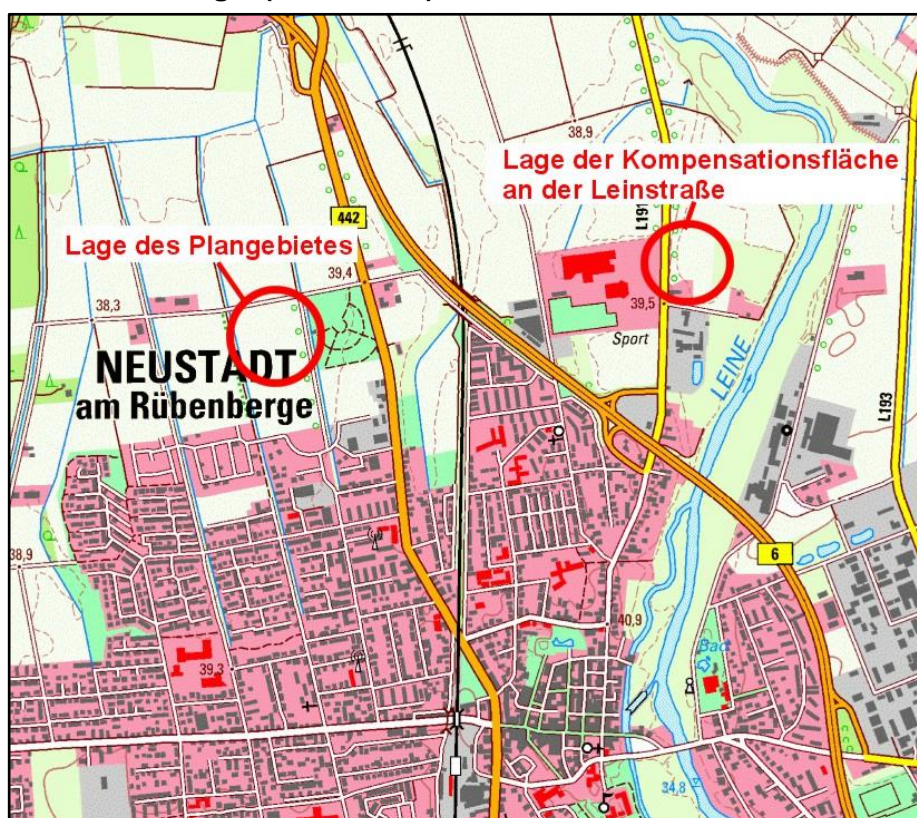 38,9
Lage der Kompensationsfläche
an der Leinstraße
442
L191
Lage des Plangebietes
39,4
38,3
39,5
Sport
LEINE
NEUSTADT
am Rübenberge
L193
6
38,9
40,9
Bad
39,3
34,8